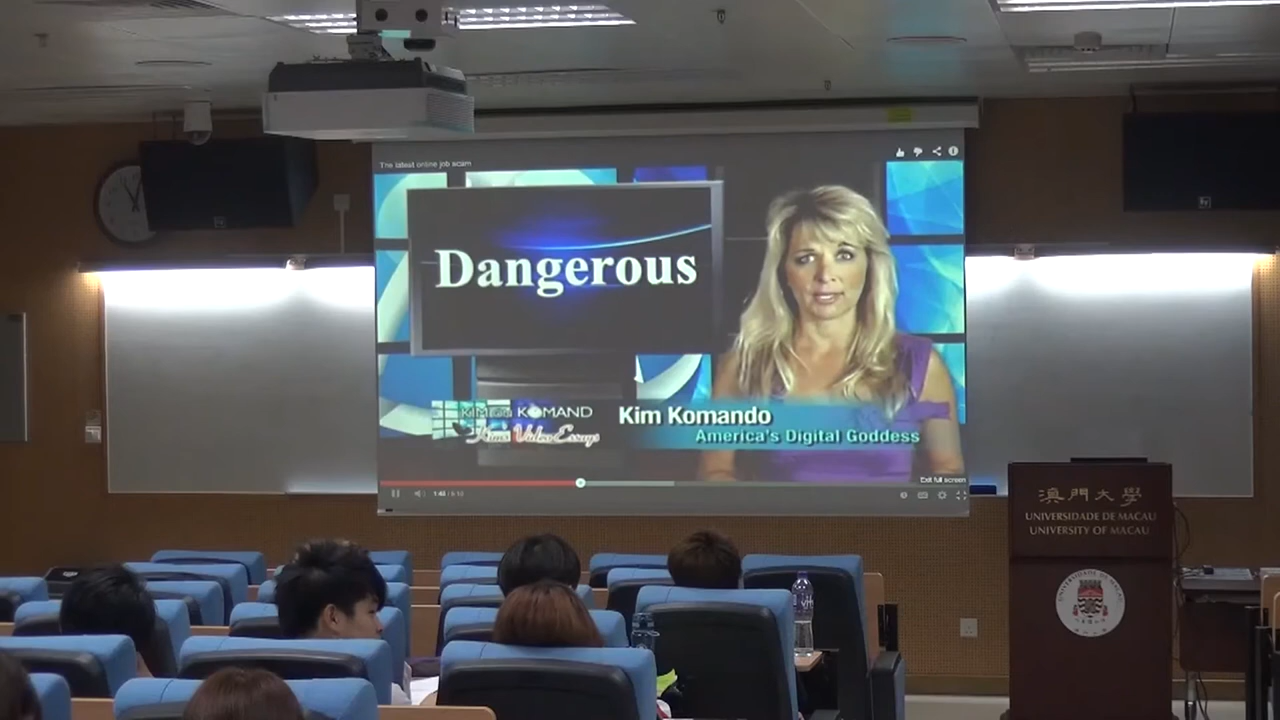 The latest online job scam
Dangerous
KIM KOMAND
Kim's Video Essays
Kim Komando
America's Digital Goddess
Exit full screen
澳門大學
UNIVERSIDADE DE MACAU
UNIVERSITY OF MACAU